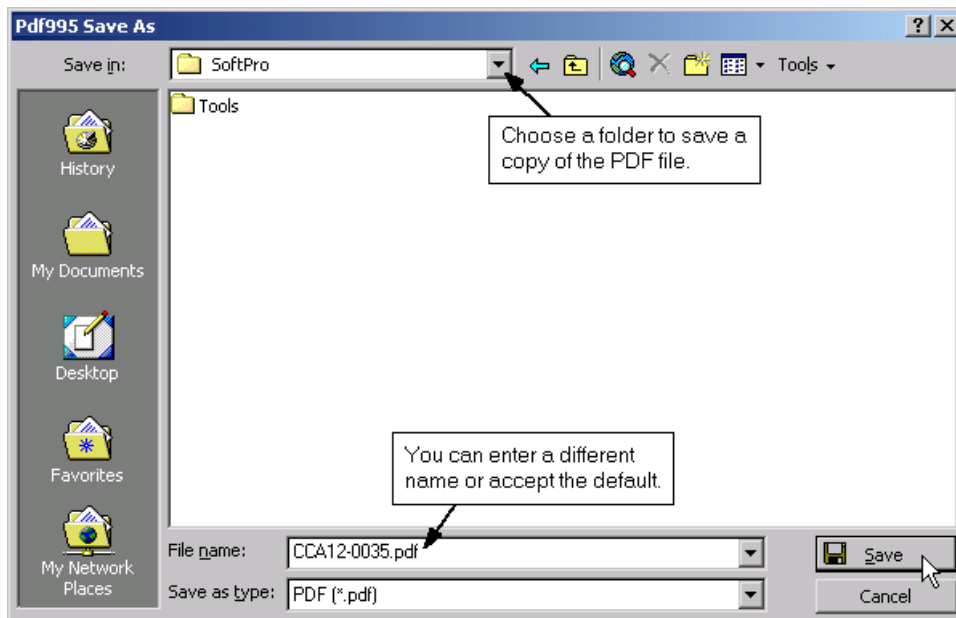 Pdf995 Save As
Save in:
SoftPro
Tools
Tools
Choose a folder to save a
copy of the PDF file.
History
My Documents
Desktop
Favorites
My Network
Places
You can enter a different
name or accept the default.
File name:
CCA12-0035.pdf
Save
Save as type:
PDF (*.pdf)
Cancel